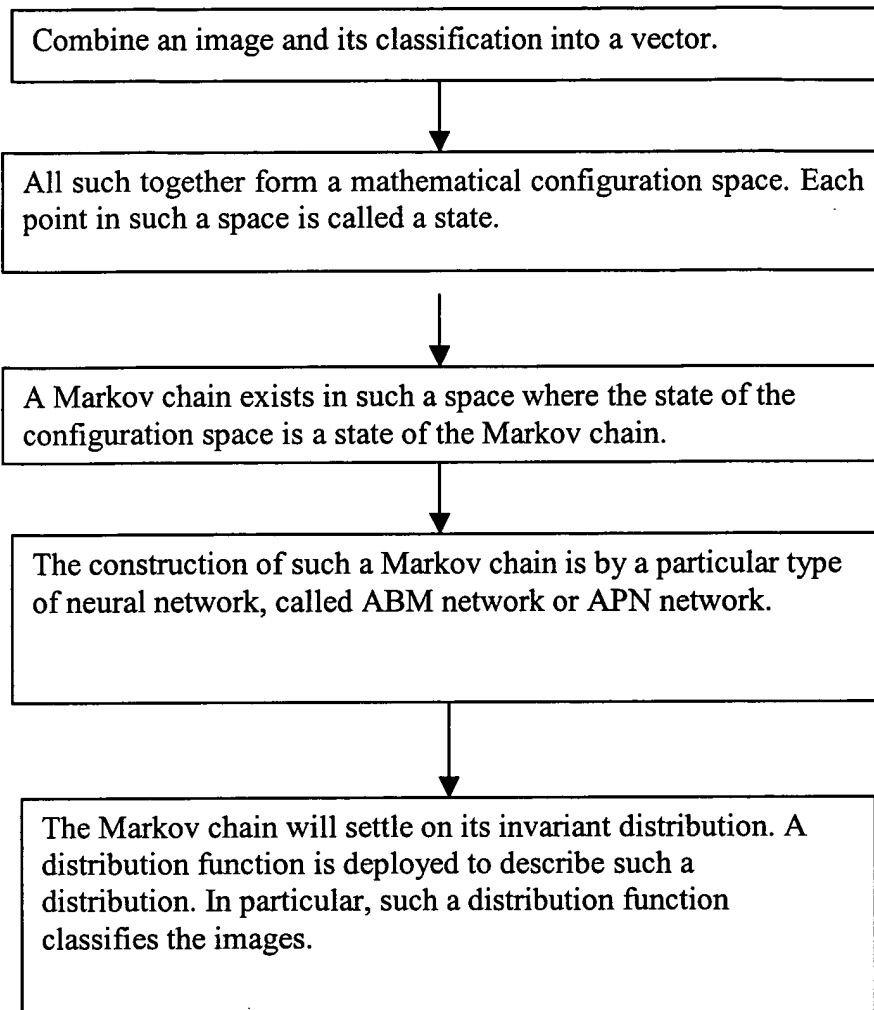 Combine an image and its classification into a vector.
All such together form a mathematical configuration space. Each
point in such a space is called a state.
A Markov chain exists in such a space where the state of the
configuration space is a state of the Markov chain.
The construction of such a Markov chain is by a particular type
of neural network, called ABM network or APN network.
The Markov chain will settle on its invariant distribution. A
distribution function is deployed to describe such a
distribution. In particular, such a distribution function
classifies the images.